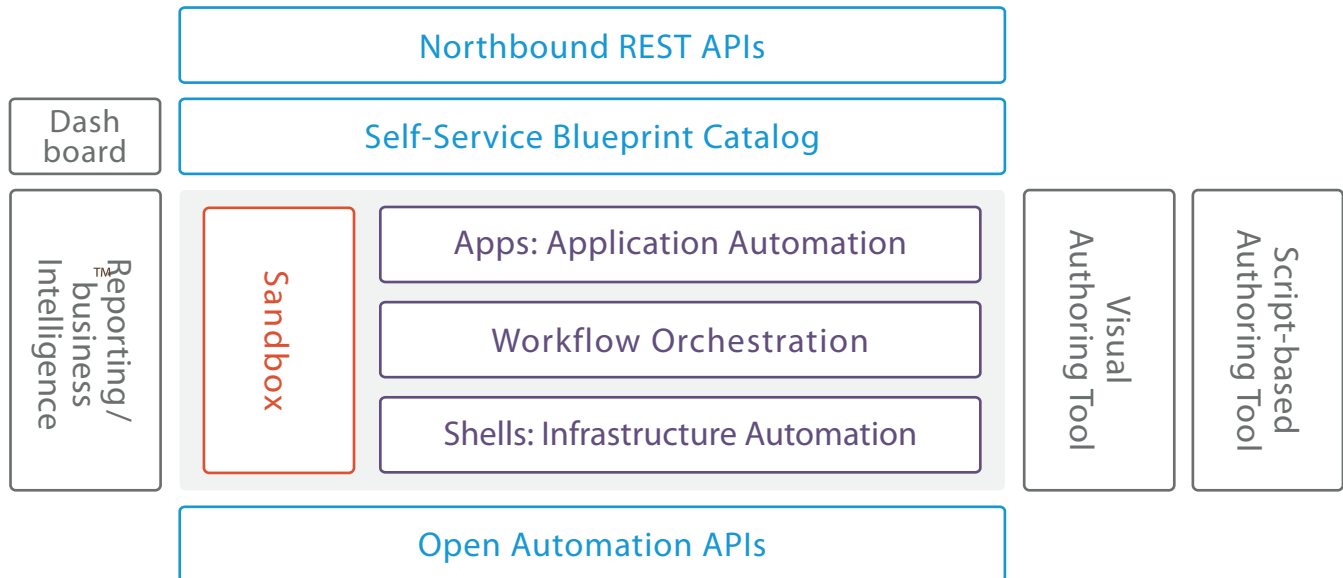 Northbound REST APIs
Dash
board
Self-Service Blueprint Catalog
Reporting/
business
Intelligence
™
Sandbox
Apps: Application Automation
Workflow Orchestration
Shells: Infrastructure Automation
Visual
Authoring Tool
Script-based
Authoring Tool
Open Automation APIs